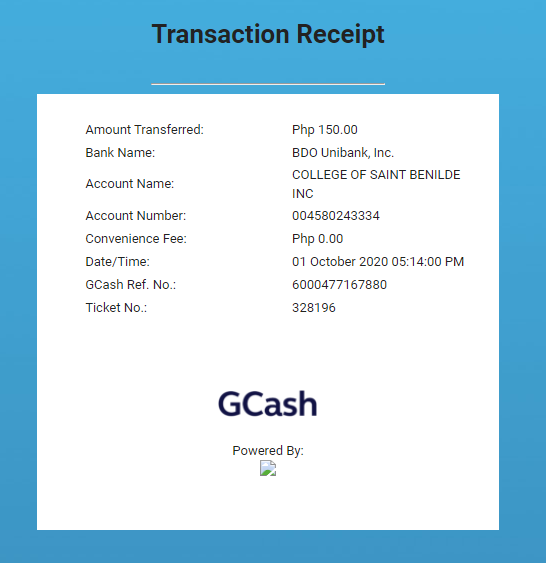 Transaction Receipt
Amount Transferred: Php 150.00
Bank Name: BDO Unibank, Inc.
Account Name: COLLEGE OF SAINT BENILDE
INC
Account Number: 004580243334
Convenience Fee: Php 0.00
Date/Time: 01 October 2020 05:14:00 PM
GCash Ref. No.: 6000477167880
Ticket No.: 328196
GCash
Powered By: